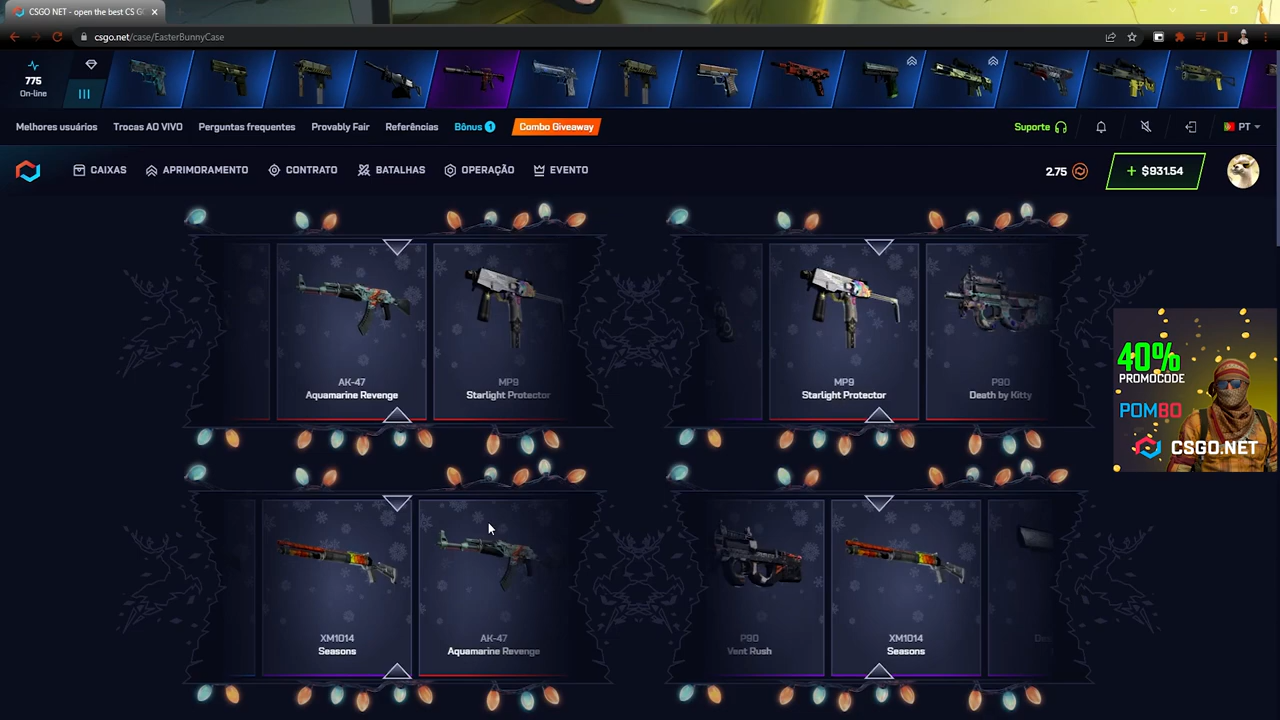 CSGO NET - open the best CS G
csgo.net/case/EasterBunnyCase
775
On-line
Melhores usuários
Trocas AO VIVO
Perguntas frequentes
Provably Fair
Referências
Bônus 1
Combo Giveaway
Suporte
PT
CAIXAS
APRIMORAMENTO
CONTRATO
BATALHAS
OPERAÇÃO
EVENTO
2.75
+ $931.54
AK-47
Aquamarine Revenge
MP9
Starlight Protector
MP9
Starlight Protector
P90
Death by Kitty
40%
PROMOCODE
POMBO
CSGO.NET
XM1014
Seasons
AK-47
Aquamarine Revenge
P90
Vent Rush
XM1014
Seasons